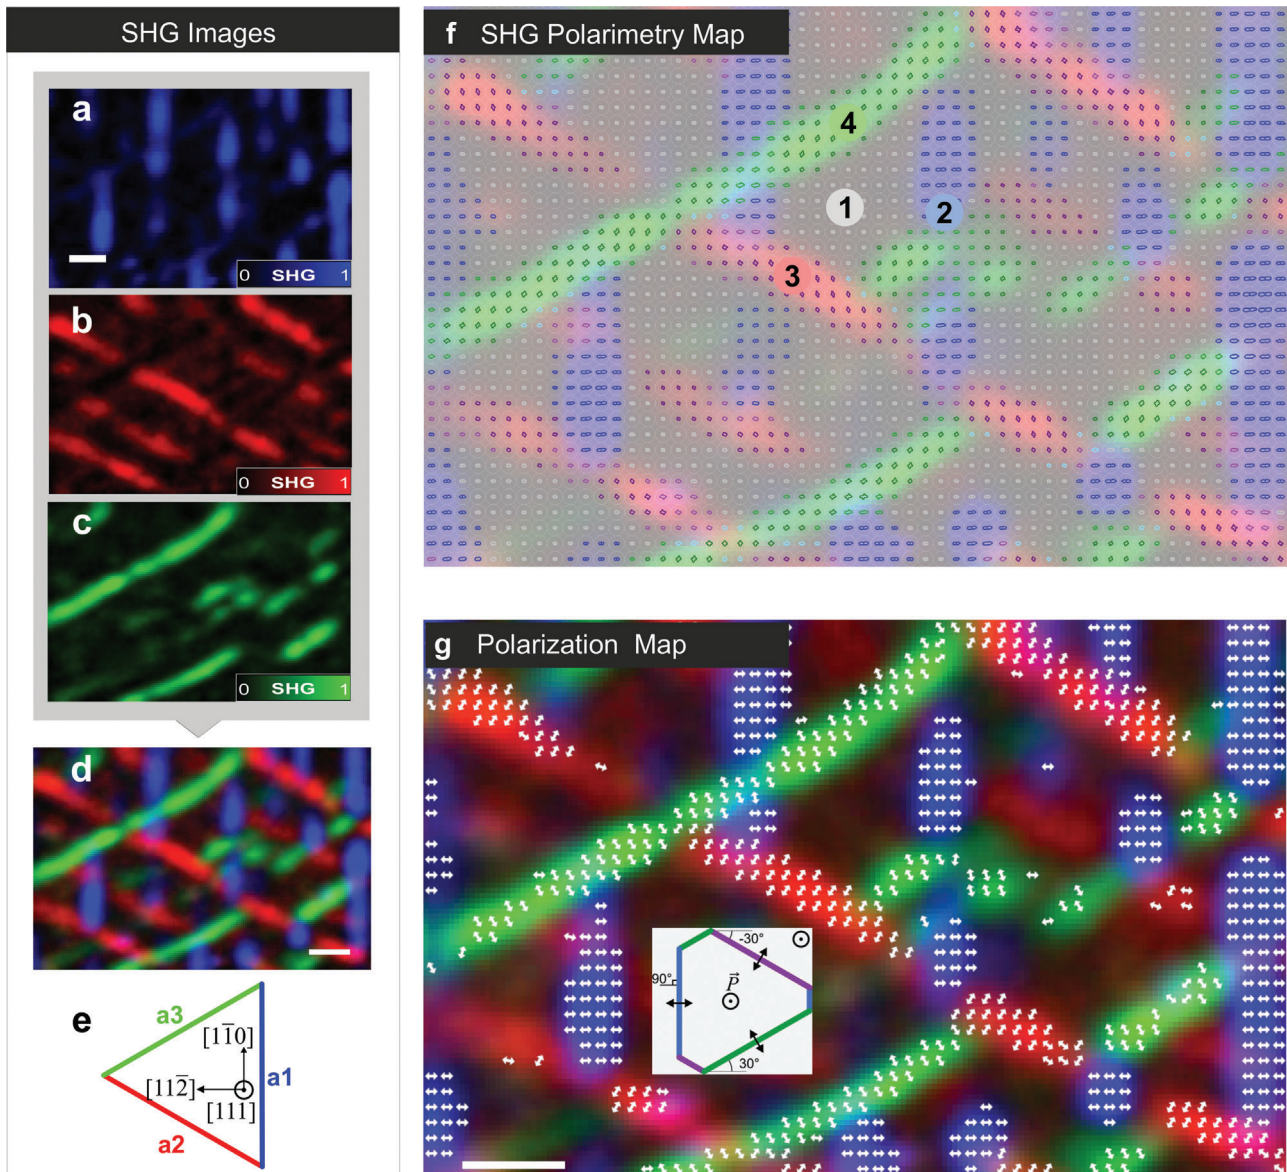 SHG Images
a
0 SHG 1
b
0 SHG 1
c
0 SHG 1
d
e
a3
[11̅0]
a1
[112̅]
[111]
a2
f SHG Polarimetry Map
4
1
2
3
g Polarization Map
-30°
90°
P⃗
30°